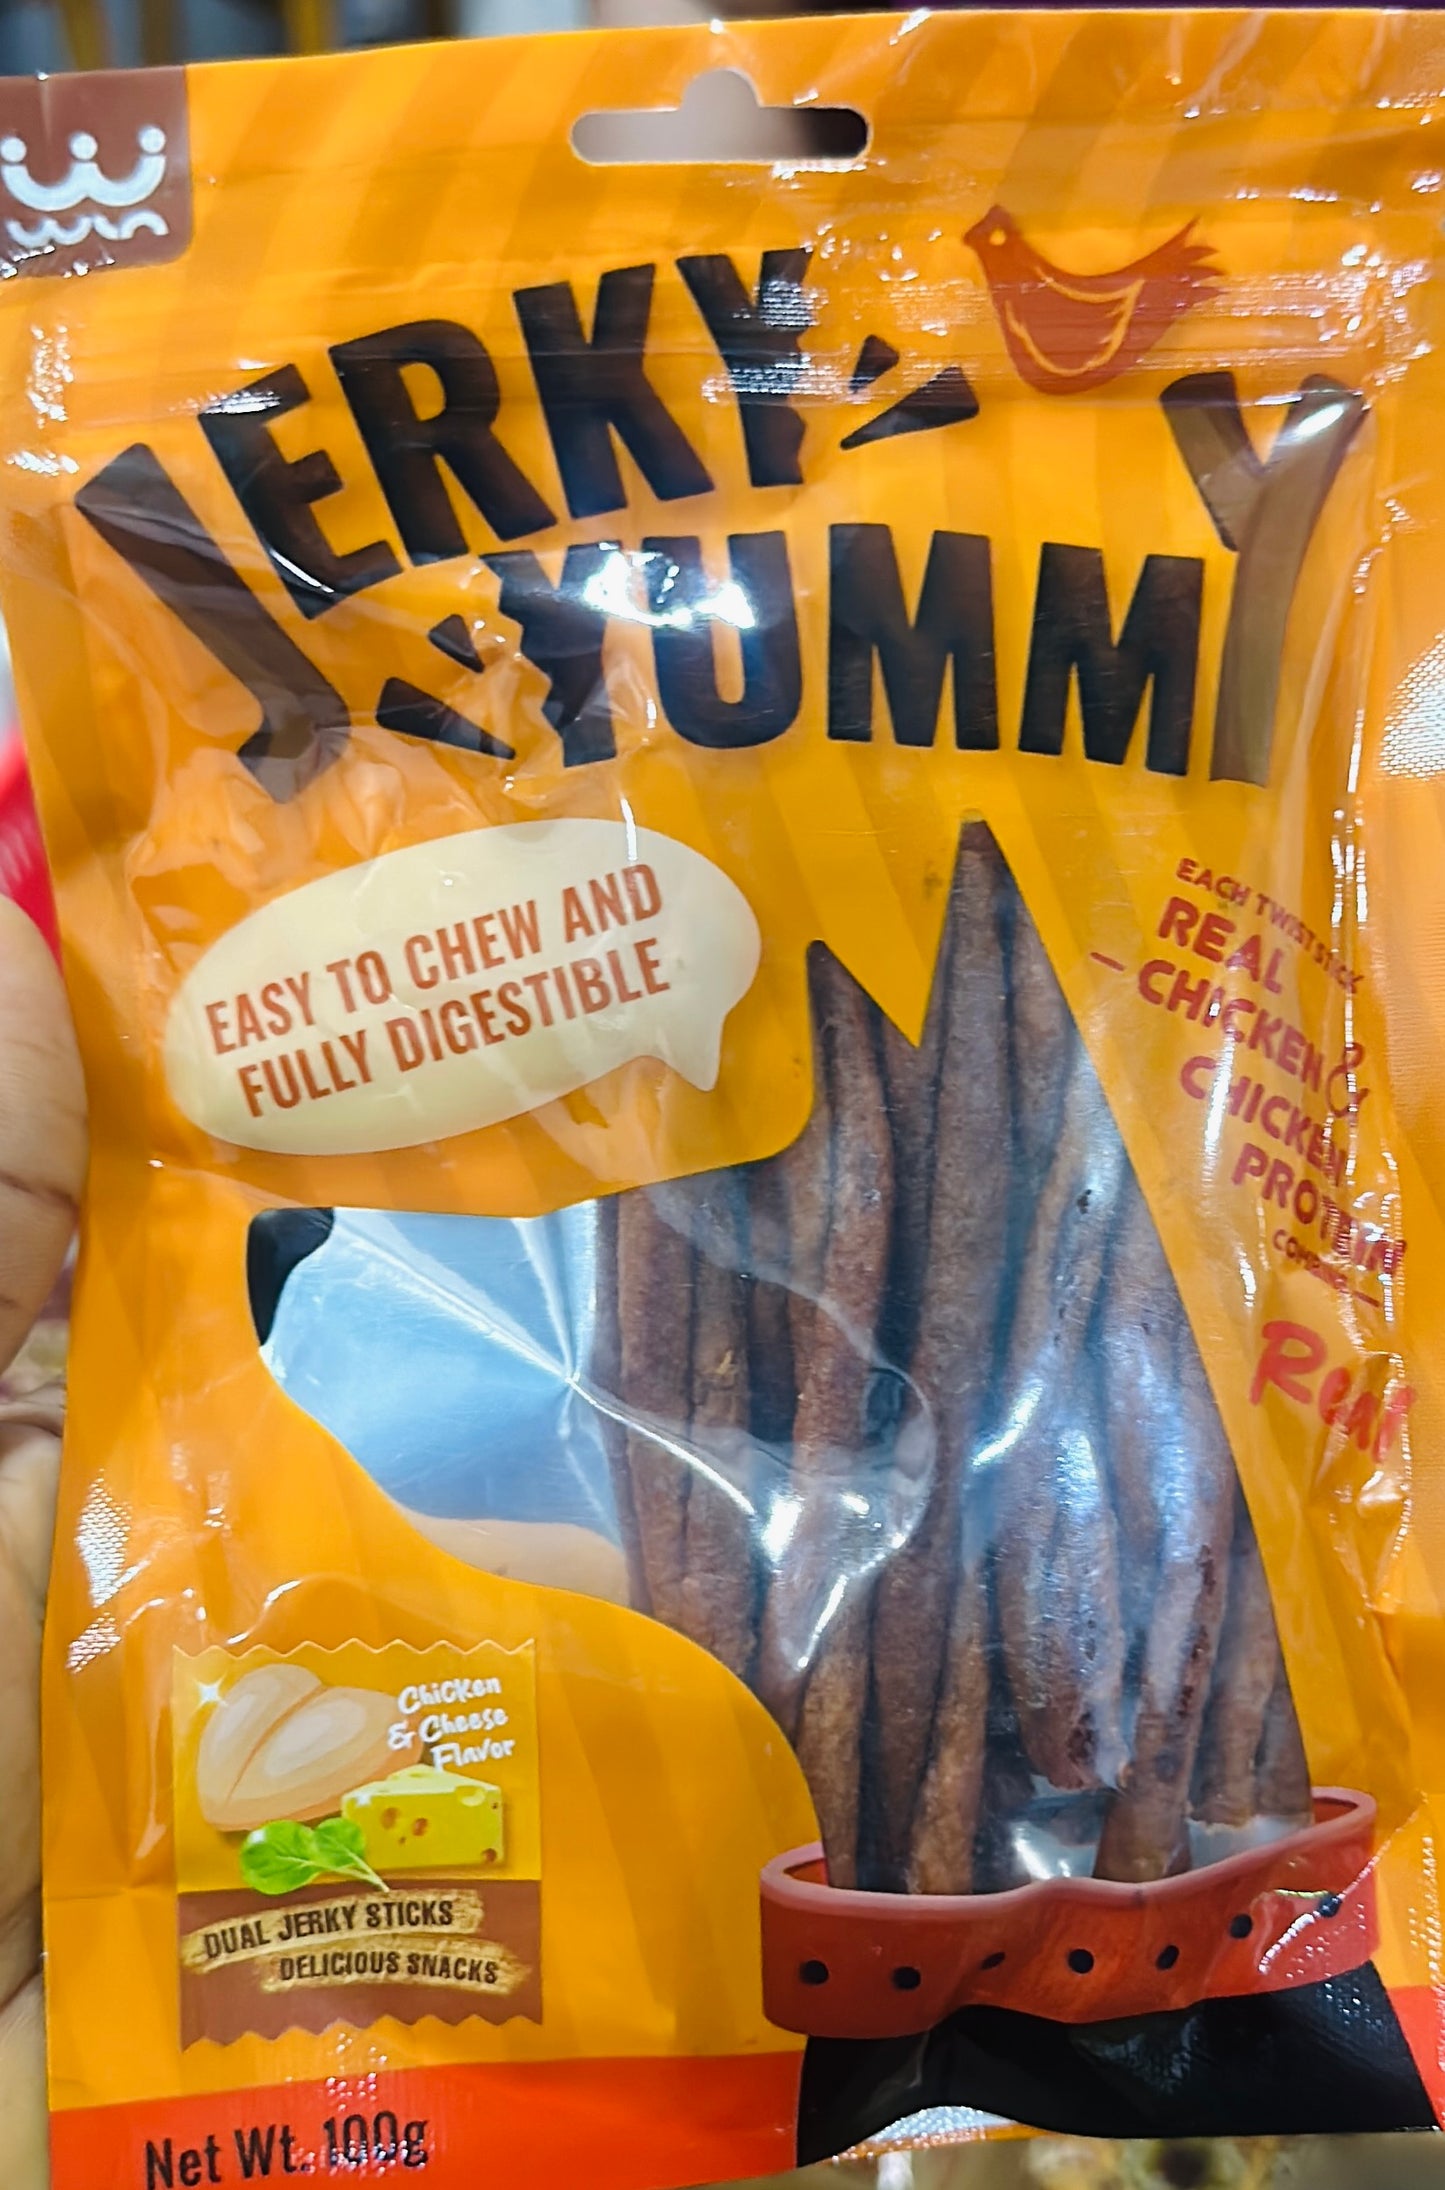 win
JERKY
YUMMY
EASY TO CHEW AND
FULLY DIGESTIBLE
EACH TWIST STICK
REAL
– CHICKEN &
CHICKEN
PROTEIN
Real
Chicken
& Cheese
Flavor
DUAL JERKY STICKS
DELICIOUS SNACKS
Net Wt. 100g